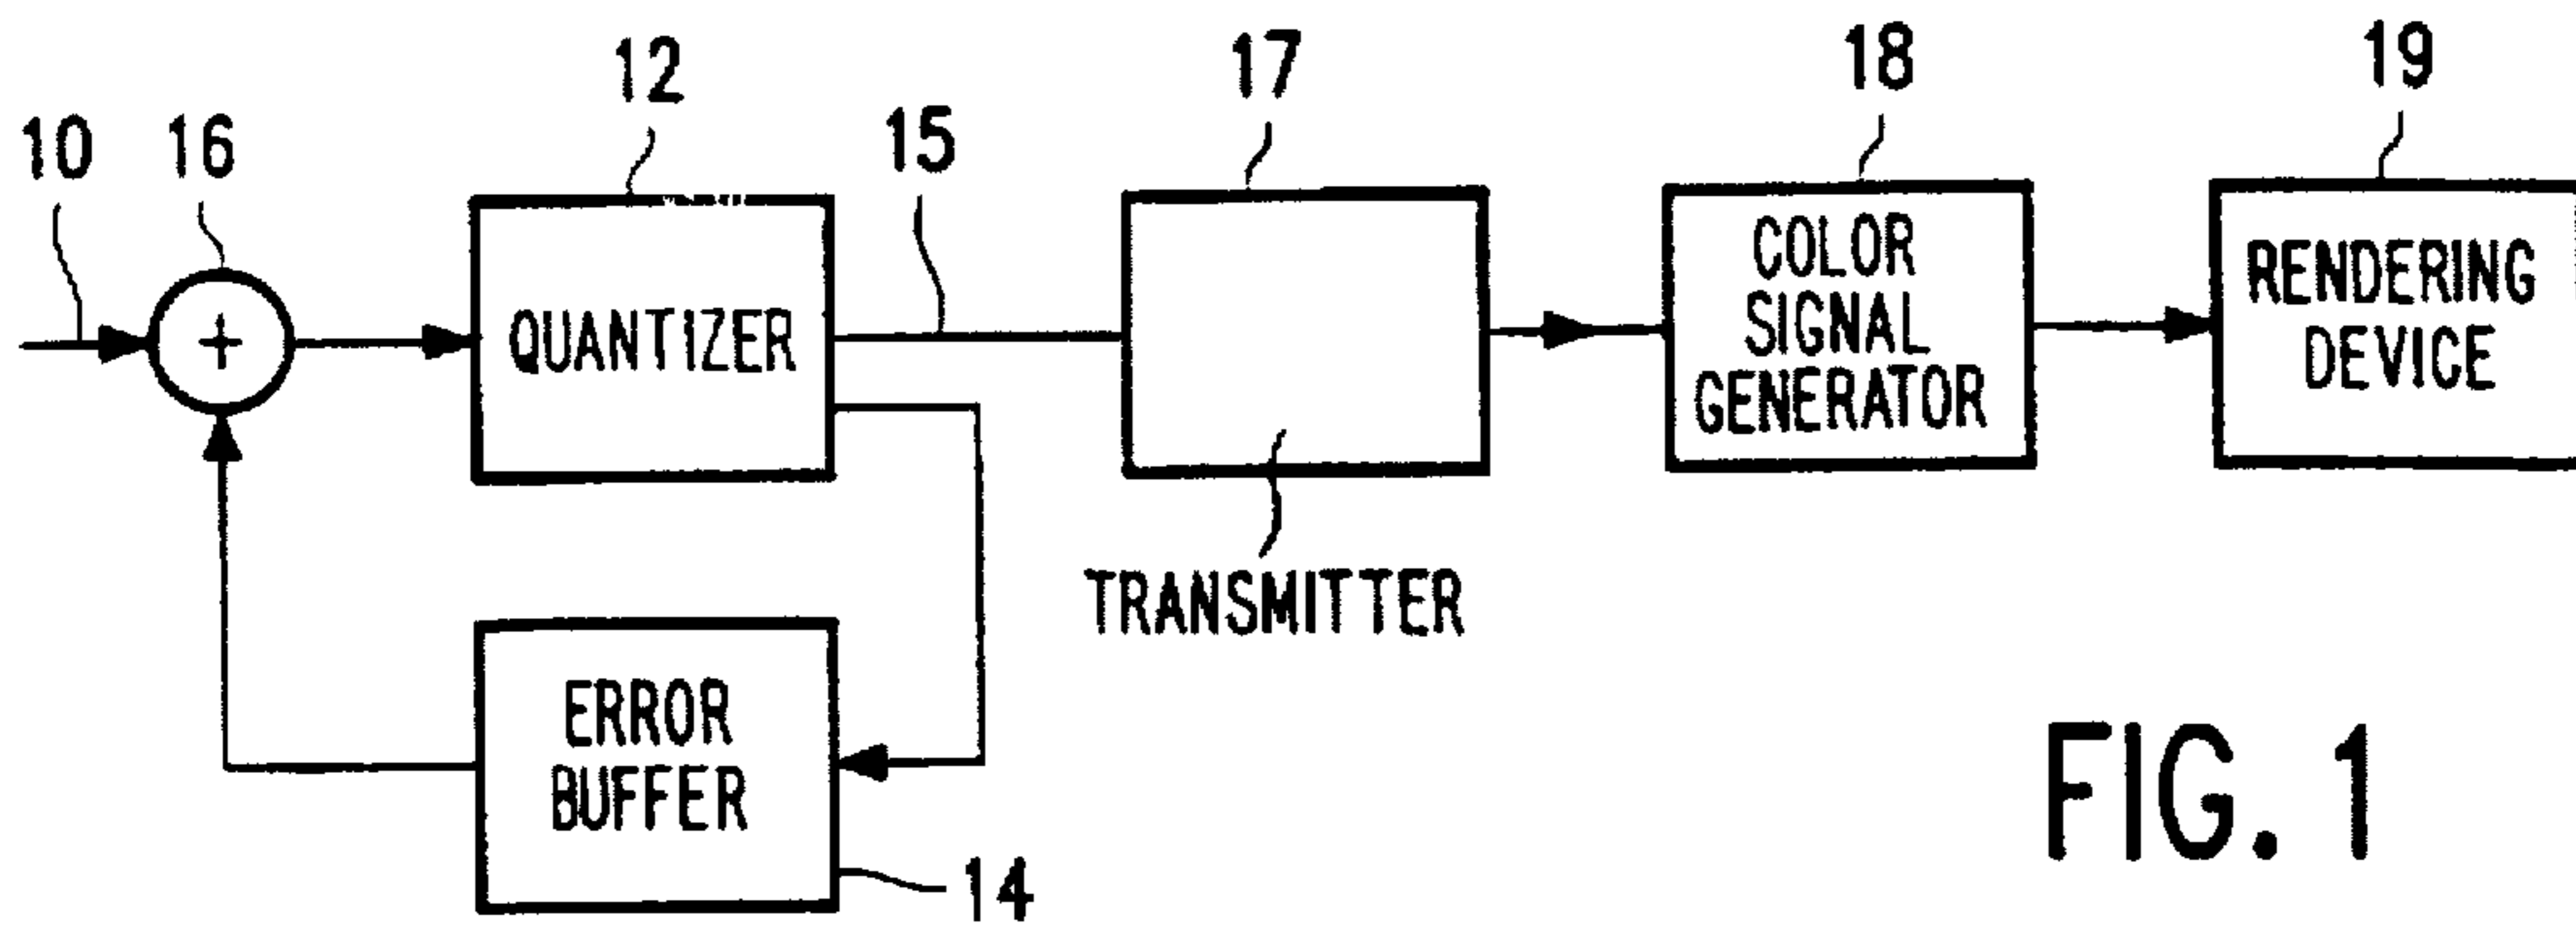 10
16
12
15
17
18
19
+
QUANTIZER
COLOR
SIGNAL
GENERATOR
RENDERING
DEVICE
TRANSMITTER
ERROR
BUFFER
14
FIG. 1